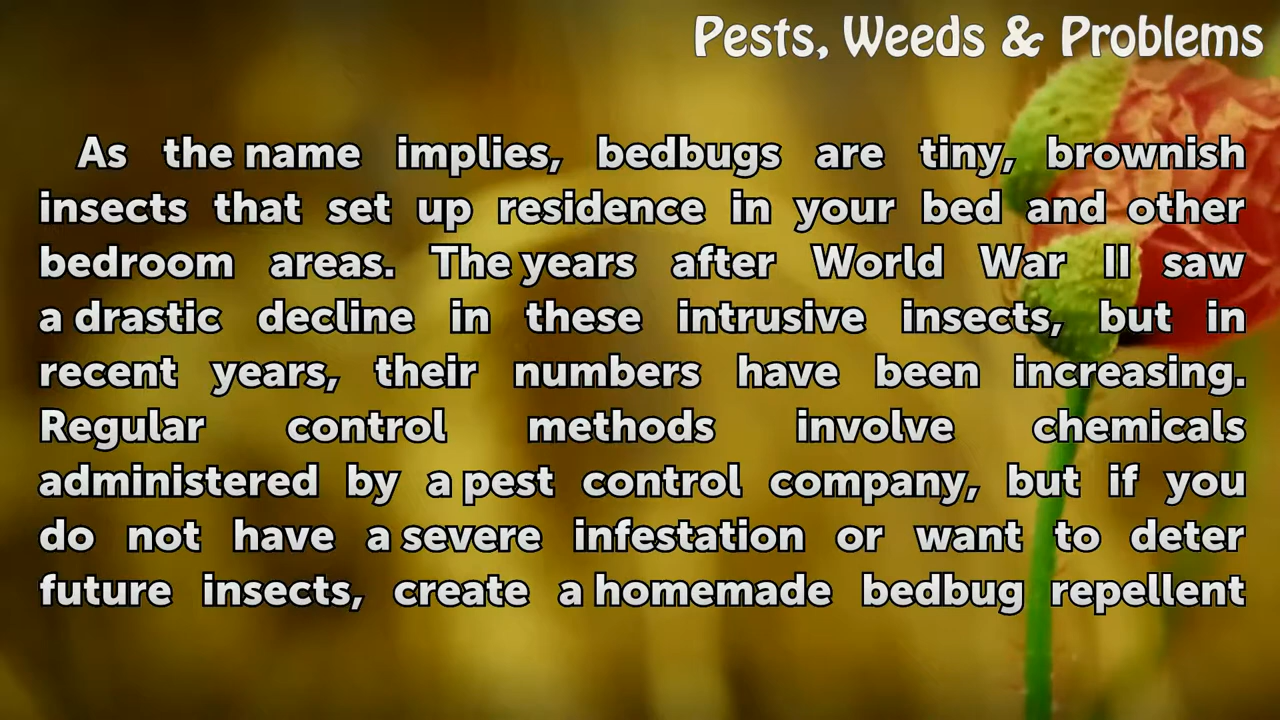 Pests, Weeds & Problems
As the name implies, bedbugs are tiny, brownish
insects that set up residence in your bed and other
bedroom areas. The years after World War II saw
a drastic decline in these intrusive insects, but in
recent years, their numbers have been increasing.
Regular control methods involve chemicals
administered by a pest control company, but if you
do not have a severe infestation or want to deter
future insects, create a homemade bedbug repellent